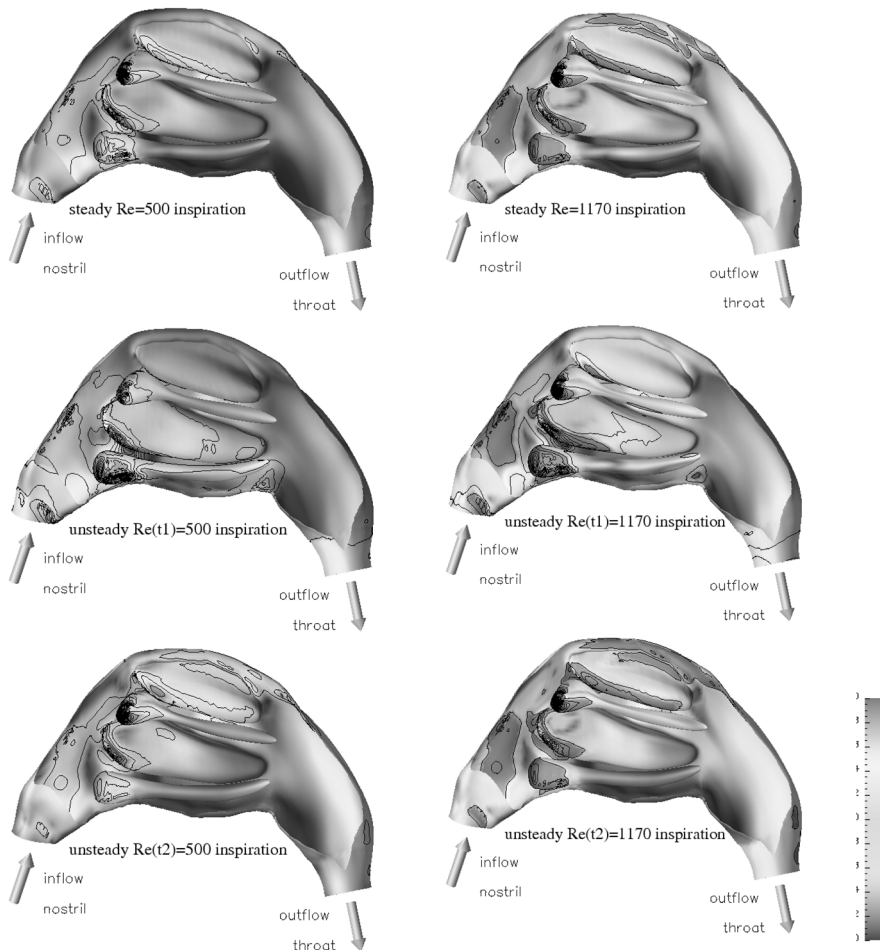 steady Re=500 inspiration
inflow
nostril
outflow
throat
steady Re=1170 inspiration
inflow
nostril
outflow
throat
unsteady Re(t1)=500 inspiration
inflow
nostril
outflow
throat
unsteady Re(t1)=1170 inspiration
inflow
nostril
outflow
throat
unsteady Re(t2)=500 inspiration
inflow
nostril
outflow
throat
unsteady Re(t2)=1170 inspiration
inflow
nostril
outflow
throat